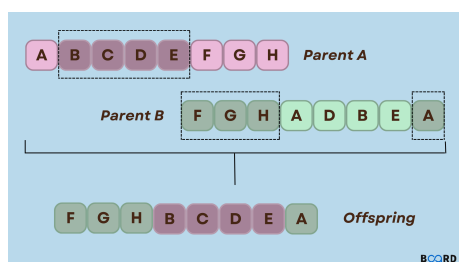 A B C D E F G H Parent A
Parent B F G H A D B E A
F G H B C D E A Offspring
BOARD